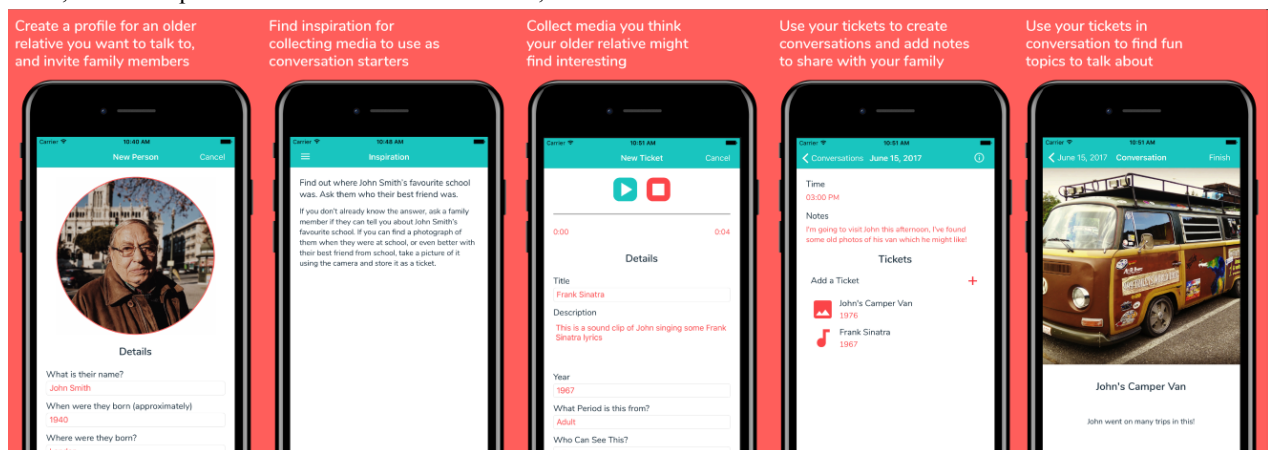 Create a profile for an older
relative you want to talk to,
and invite family members
Carrier
10:40 AM
New Person
Cancel
Details
What is their name?
John Smith
When were they born (approximately)
1940
Where were they born?
Find inspiration for
collecting media to use as
conversation starters
Carrier
10:48 AM
Inspiration
Find out where John Smith's favourite school
was. Ask them who their best friend was.
If you don't already know the answer, ask a family
member if they can tell you about John Smith's
favourite school. If you can find a photograph of
them when they were at school, or even better with
their best friend from school, take a picture of it
using the camera and store it as a ticket.
Collect media you think
your older relative might
find interesting
Carrier
10:51 AM
New Ticket
Cancel
0:00
0:04
Details
Title
Frank Sinatra
Description
This is a sound clip of John singing some Frank
Sinatra lyrics
Year
1967
What Period is this from?
Adult
Who Can See This?
Use your tickets to create
conversations and add notes
to share with your family
Carrier
10:51 AM
Conversations
June 15, 2017
Time
03:00 PM
Notes
I'm going to visit John this afternoon, I've found
some old photos of his van which he might like!
Tickets
Add a Ticket
John's Camper Van
1976
Frank Sinatra
1967
Use your tickets in
conversation to find fun
topics to talk about
Carrier
10:51 AM
June 15, 2017
Conversation
Finish
John's Camper Van
John went on many trips in this!